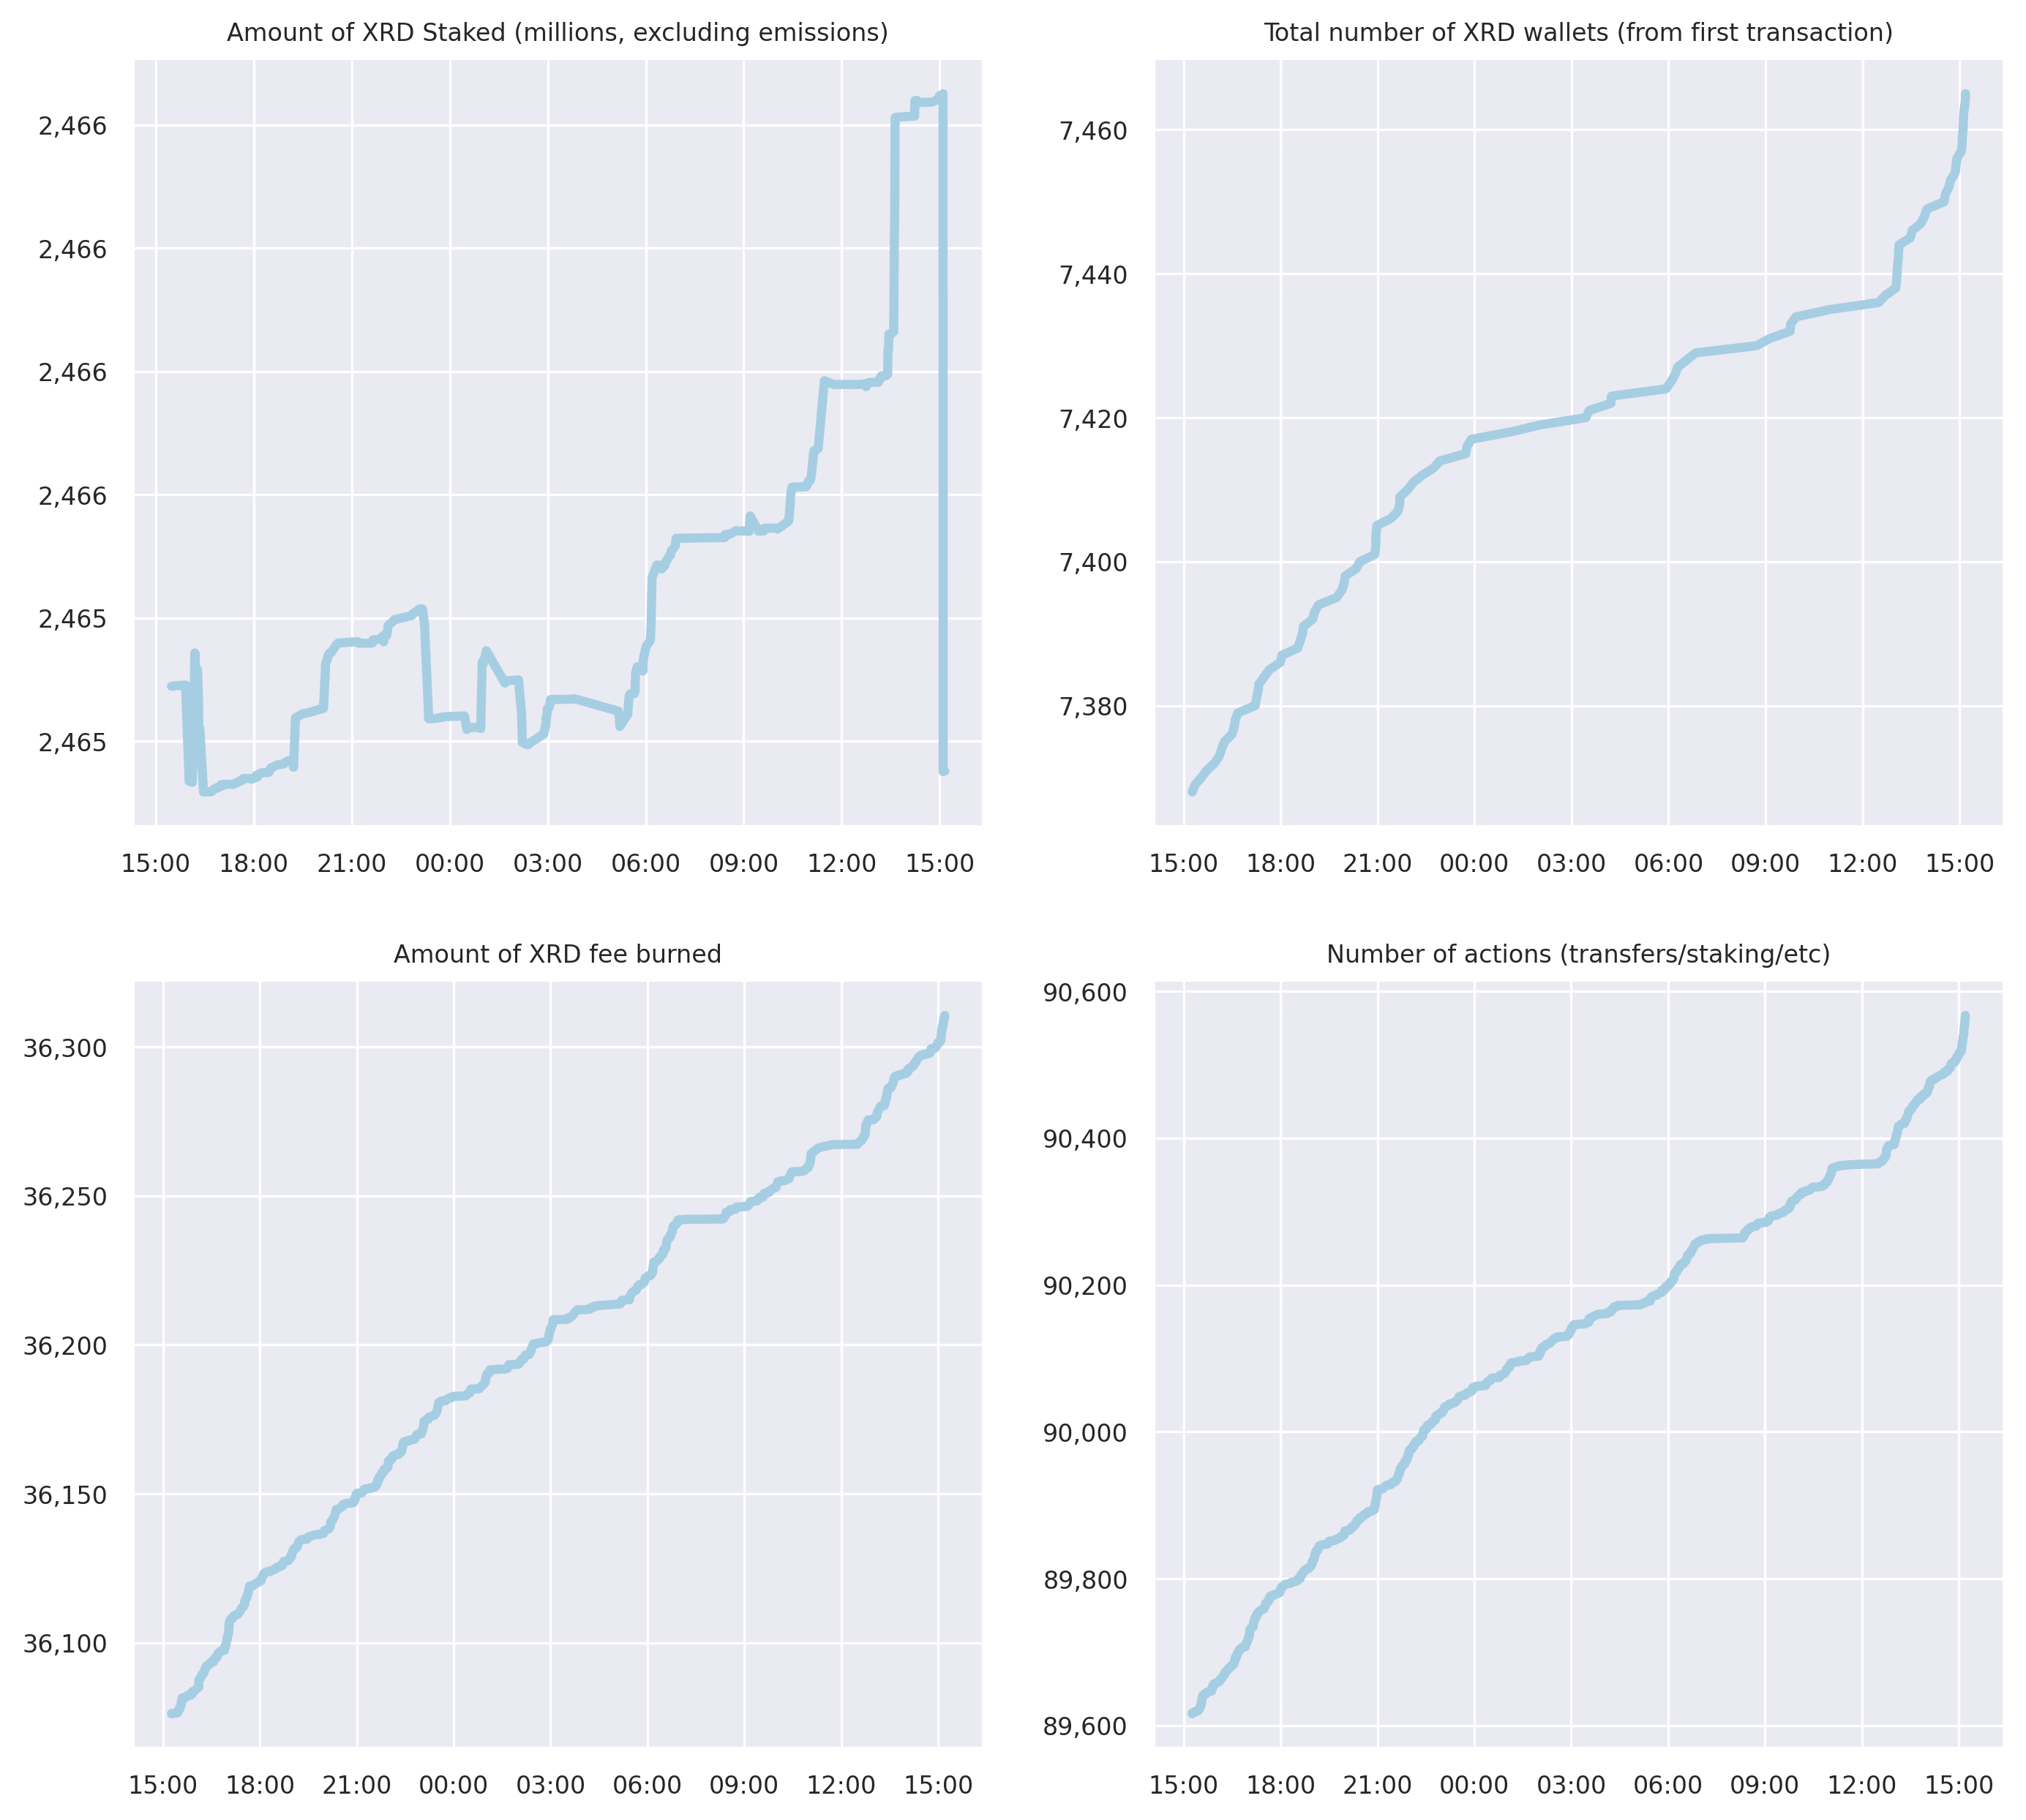 Amount of XRD Staked (millions, excluding emissions)
2,466
2,466
2,466
2,466
2,465
2,465
15:00 18:00 21:00 00:00 03:00 06:00 09:00 12:00 15:00
Total number of XRD wallets (from first transaction)
7,460
7,440
7,420
7,400
7,380
15:00 18:00 21:00 00:00 03:00 06:00 09:00 12:00 15:00
Amount of XRD fee burned
36,300
36,250
36,200
36,150
36,100
15:00 18:00 21:00 00:00 03:00 06:00 09:00 12:00 15:00
Number of actions (transfers/staking/etc)
90,600
90,400
90,200
90,000
89,800
89,600
15:00 18:00 21:00 00:00 03:00 06:00 09:00 12:00 15:00